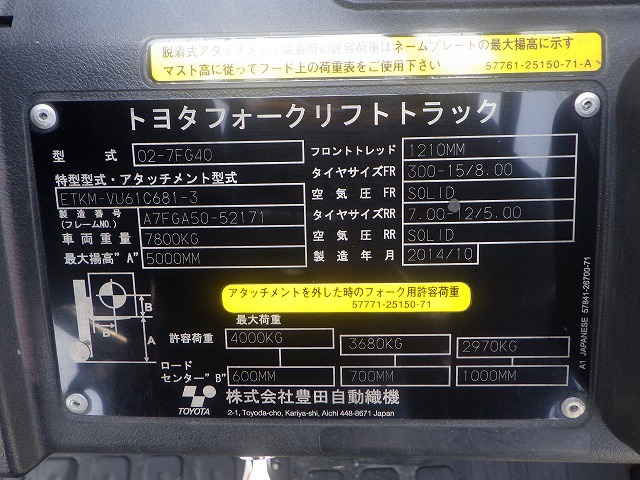 脱着式アタッチメント装着時の許容荷重はネームプレートの最大揚高に示す
マスト高に従ってフード上の荷重表をご使用下さい 57761-25150-71-A
トヨタフォークリフトトラック
型 式 02-7FG40
特型型式・アタッチメント型式
ETKM-VU61C681-3
製造番号 (フレームNO.) A7FGA50-52171
車両重量 7800KG
最大揚高"A" 5000MM
フロントトレッド 1210MM
タイヤサイズFR 300-15/8.00
空気圧FR SOLID
タイヤサイズRR 7.00-12/5.00
空気圧RR SOLID
製造年月 2014/10
B
B
A
アタッチメントを外した時のフォーク用許容荷重
57771-25150-71
最大荷重
許容荷重 4000KG 3680KG 2970KG
ロード
センター"B" 600MM 700MM 1000MM
TOYOTA
株式会社豊田自動織機
2-1, Toyoda-cho, Kariya-shi, Aichi 448-8671 Japan
A1 JAPANESE 57841-26700-71